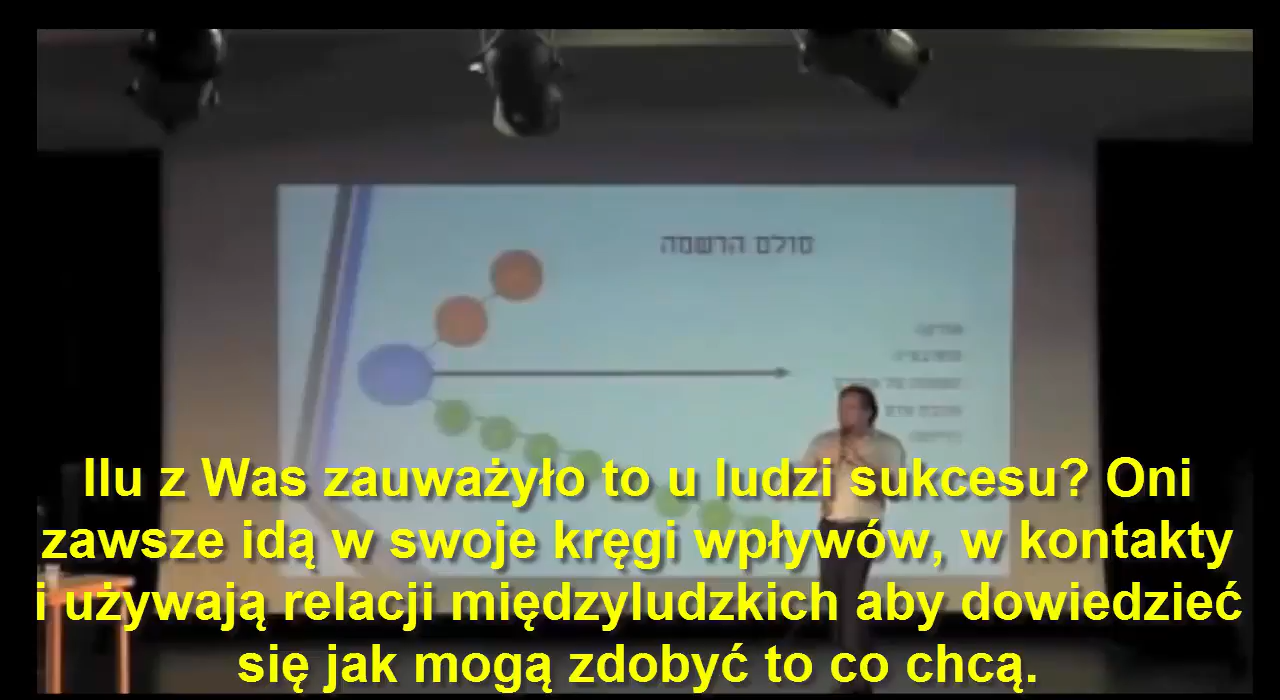 סולם הרשמה
Ilu z Was zauważyło to u ludzi sukcesu? Oni
zawsze idą w swoje kręgi wpływów, w kontakty
i używają relacji międzyludzkich aby dowiedzieć
się jak mogą zdobyć to co chcą.